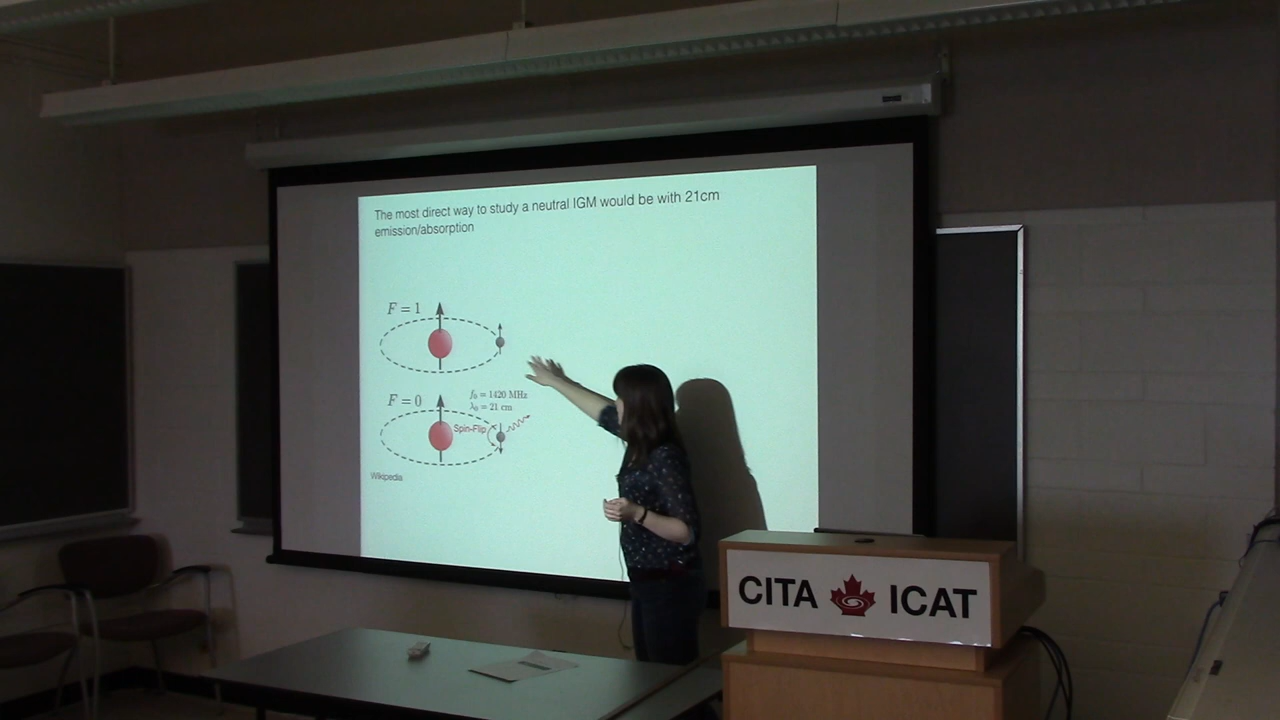 The most direct way to study a neutral IGM would be with 21cm
emission/absorption
F = 1
F = 0
f₀ = 1420 MHz
λ₀ = 21 cm
Spin-Flip
Wikipedia
CITA ICAT